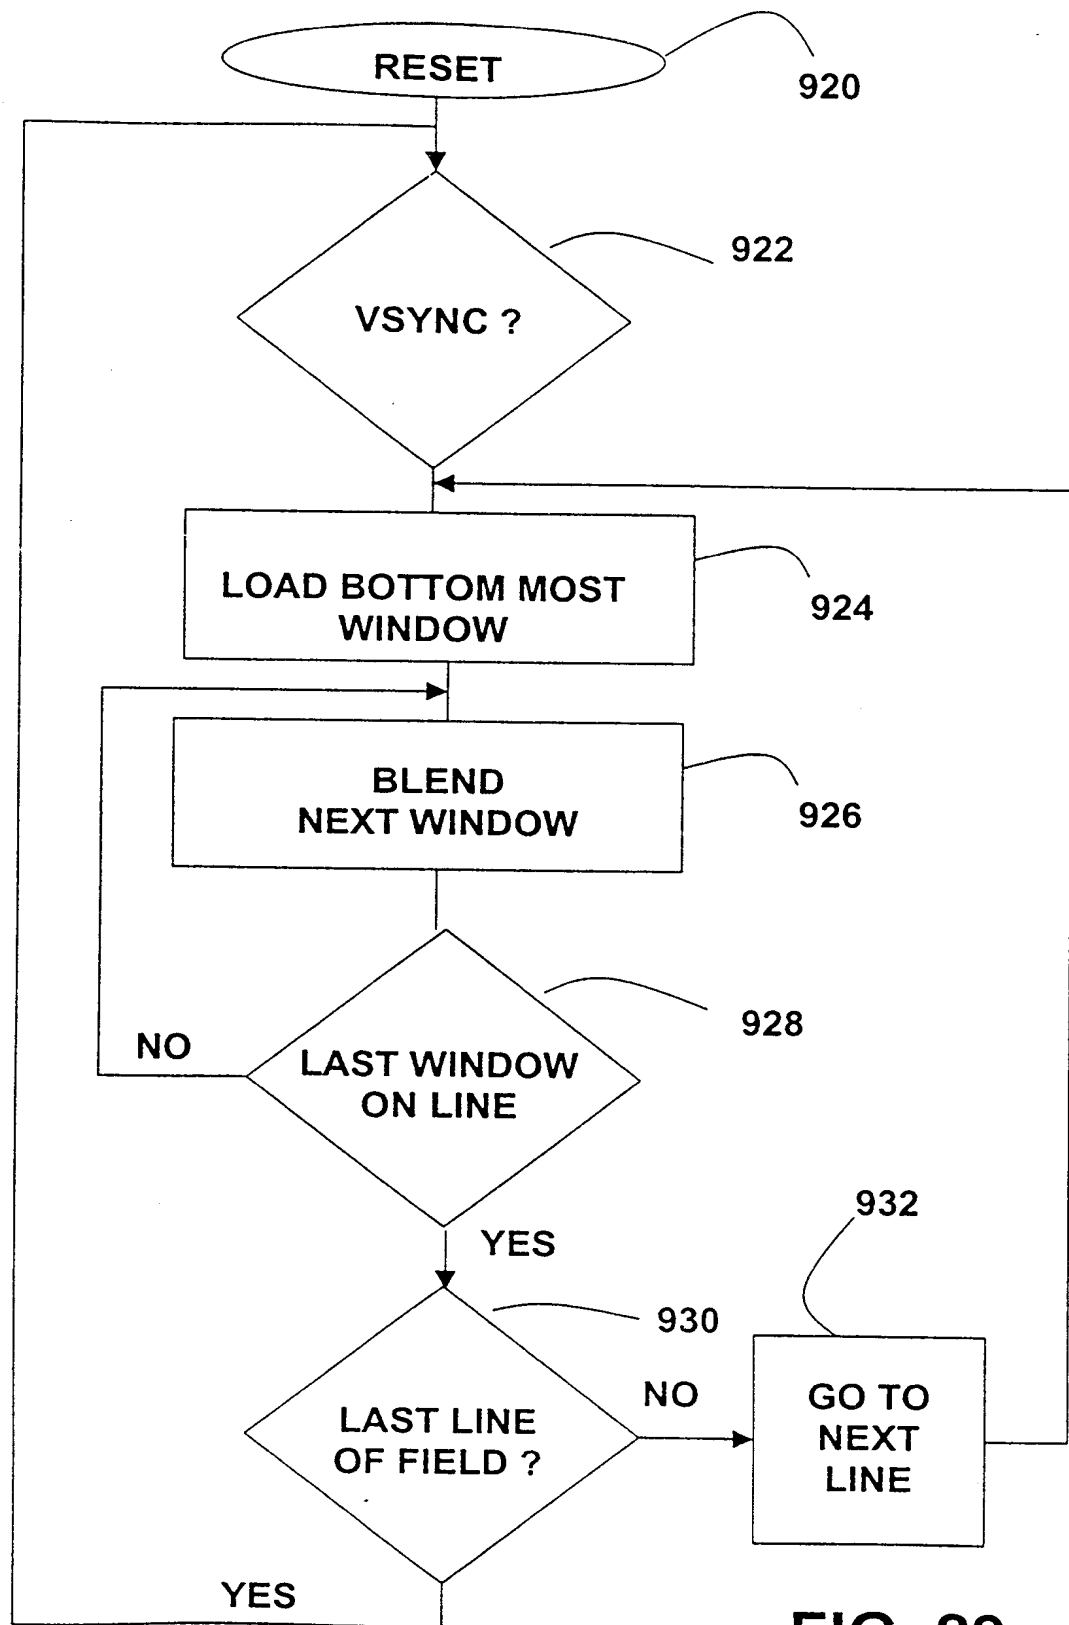 RESET
920
922
VSYNC ?
LOAD BOTTOM MOST
WINDOW
924
BLEND
NEXT WINDOW
926
928
NO
LAST WINDOW
ON LINE
932
YES
930
NO
LAST LINE
OF FIELD ?
GO TO
NEXT
LINE
YES
FIG.